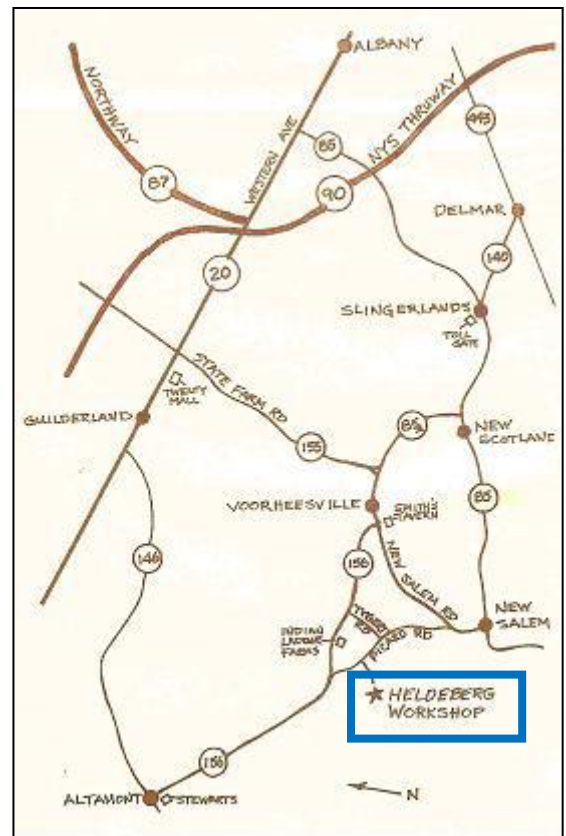 ALBANY
NORTHWAY
WESTERN AVE
85
NYS THRUWAY
443
87
90
DELMAR
20
140
SLINGERLANDS
TOLL
GATE
STATE FARM RD
TWENTY
MALL
GUILDERLAND
155
85A
NEW
SCOTLAND
VOORHEESVILLE
SMITH'S
TAVERN
85
146
156
NEW SALEM RD
TYGERT
RD
PICARD RD
INDIAN
LADDER
FARMS
NEW
SALEM
HELDEBERG
WORKSHOP
156
ALTAMONT
STEWARTS
N